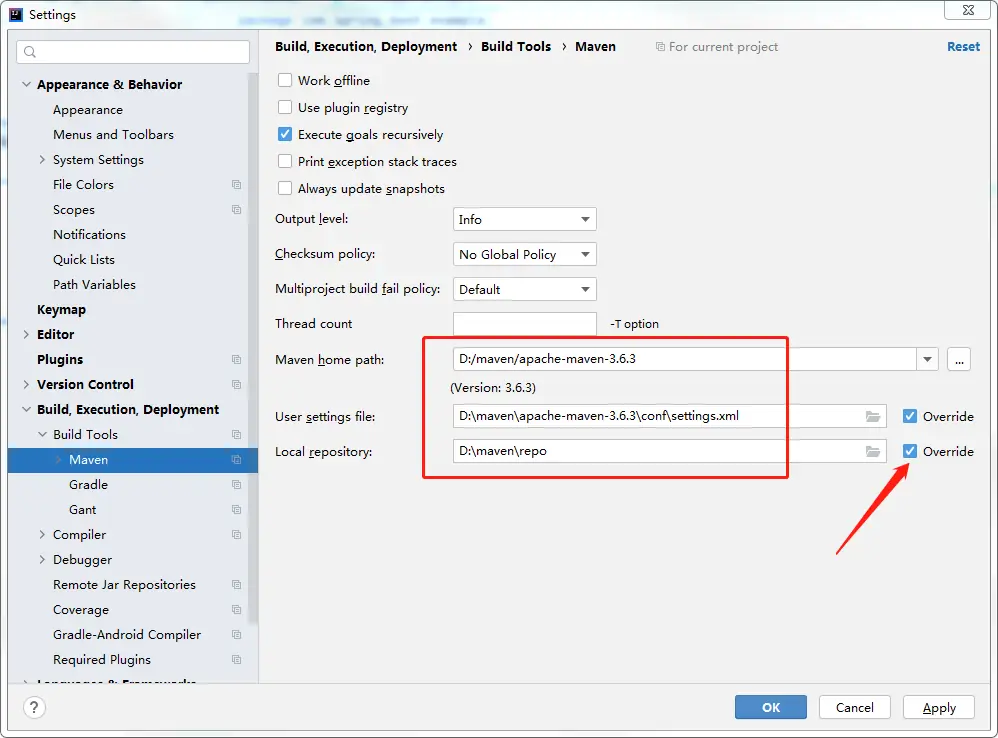 Settings
Build, Execution, Deployment › Build Tools › Maven For current project Reset
Appearance & Behavior
Appearance
Menus and Toolbars
System Settings
File Colors
Scopes
Notifications
Quick Lists
Path Variables
Keymap
Editor
Plugins
Version Control
Build, Execution, Deployment
Build Tools
Maven
Gradle
Gant
Compiler
Debugger
Remote Jar Repositories
Coverage
Gradle-Android Compiler
Required Plugins
Languages & Frameworks
Work offline
Use plugin registry
Execute goals recursively
Print exception stack traces
Always update snapshots
Output level: Info
Checksum policy: No Global Policy
Multiproject build fail policy: Default
Thread count -T option
Maven home path: D:/maven/apache-maven-3.6.3 ...
(Version: 3.6.3)
User settings file: D:\maven\apache-maven-3.6.3\conf\settings.xml Override
Local repository: D:\maven\repo Override
? OK Cancel Apply